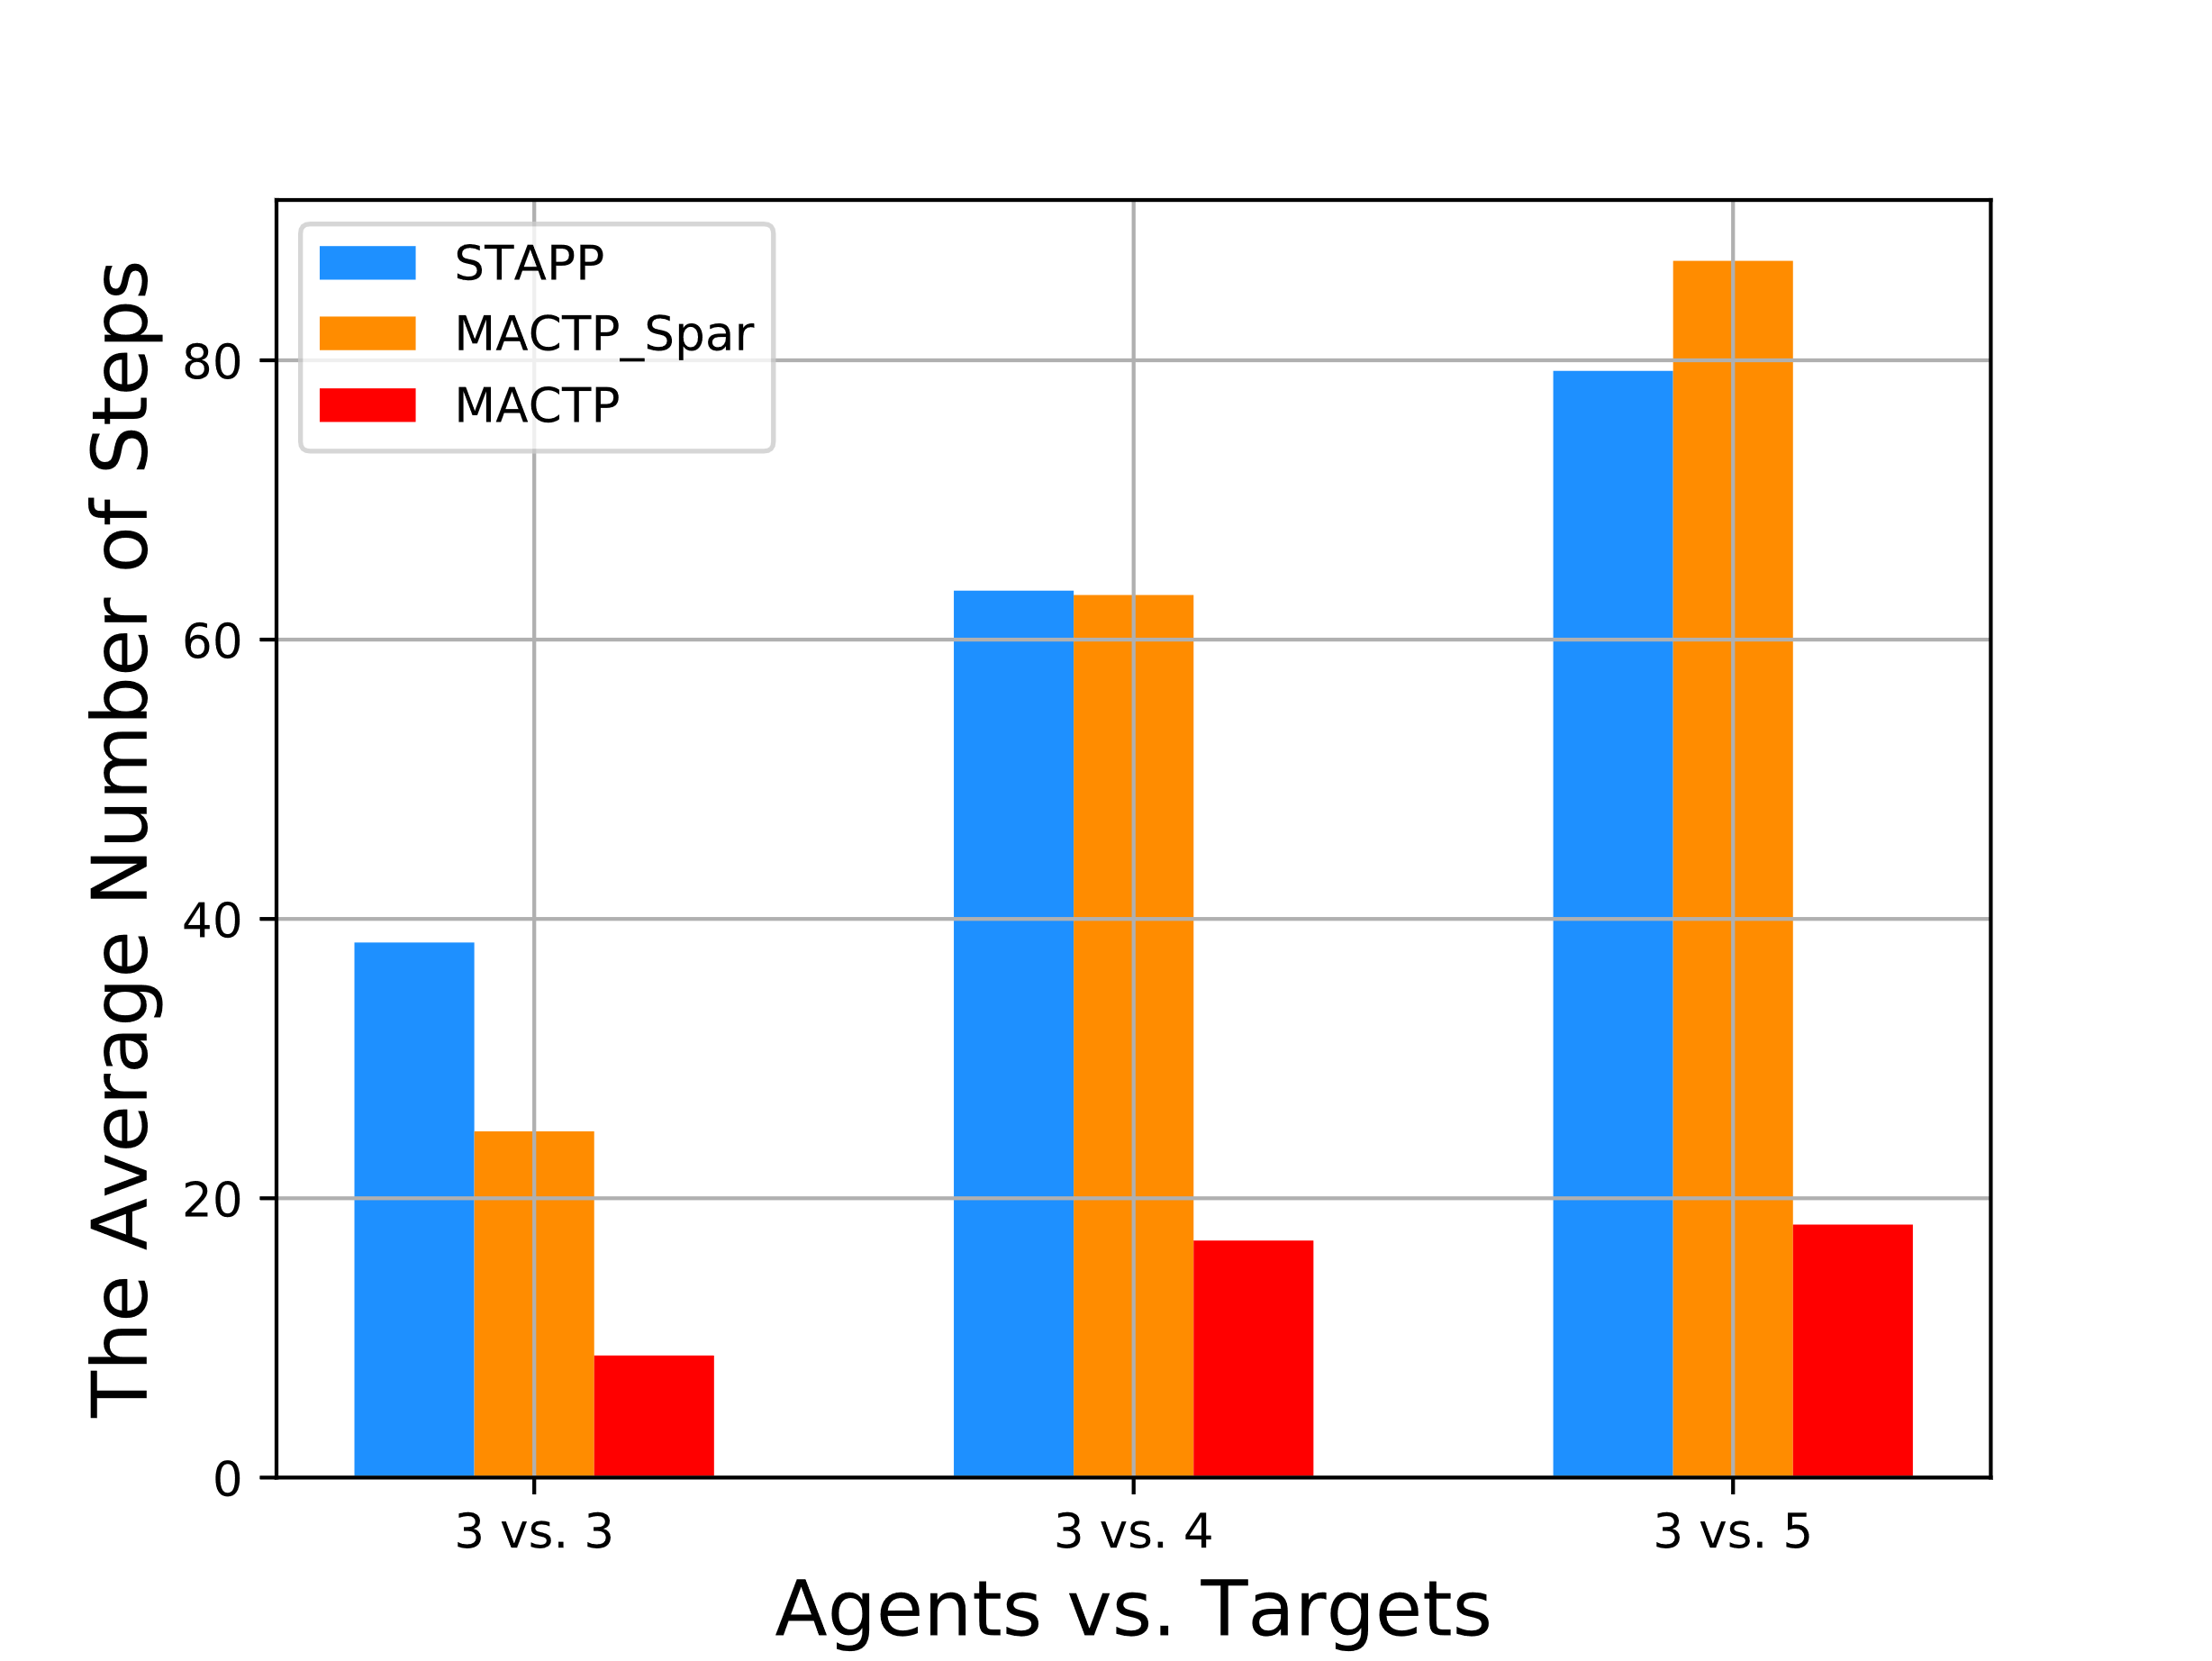 STAPP
MACTP_Spar
MACTP
The Average Number of Steps
80
60
40
20
0
3 vs. 3
3 vs. 4
3 vs. 5
Agents vs. Targets